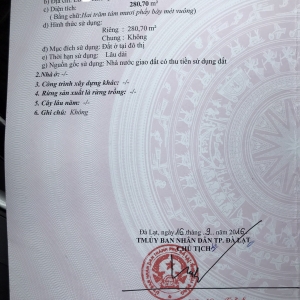 b) Địa chỉ:
c) Diện tích: 280,70 m²
( Bằng chữ: Hai trăm tám mươi phẩy bảy mét vuông)
d) Hình thức sử dụng:
Riêng : 280,70 m²
Chung : Không
đ) Mục đích sử dụng: Đất ở tại đô thị
e) Thời hạn sử dụng: Lâu dài
g) Nguồn gốc sử dụng: Nhà nước giao đất có thu tiền sử dụng đất
2. Nhà ở: -/-
3. Công trình xây dựng khác: -/-
4. Rừng sản xuất là rừng trồng: -/-
5. Cây lâu năm: -/-
6. Ghi chú: Không
Đà Lạt, ngày 16 tháng 9 năm 2016
TM. ỦY BAN NHÂN DÂN TP. ĐÀ LẠT
CHỦ TỊCH